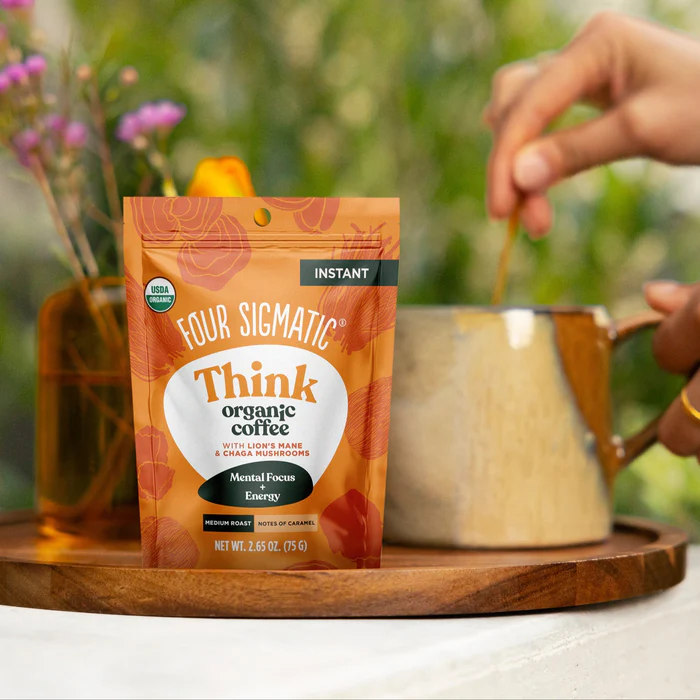 INSTANT
USDA
ORGANIC
FOUR SIGMATIC®
Think
organic
coffee
WITH LION'S MANE
& CHAGA MUSHROOMS
Mental Focus
+
Energy
MEDIUM ROAST NOTES OF CARAMEL
NET WT. 2.65 OZ. (75 G)